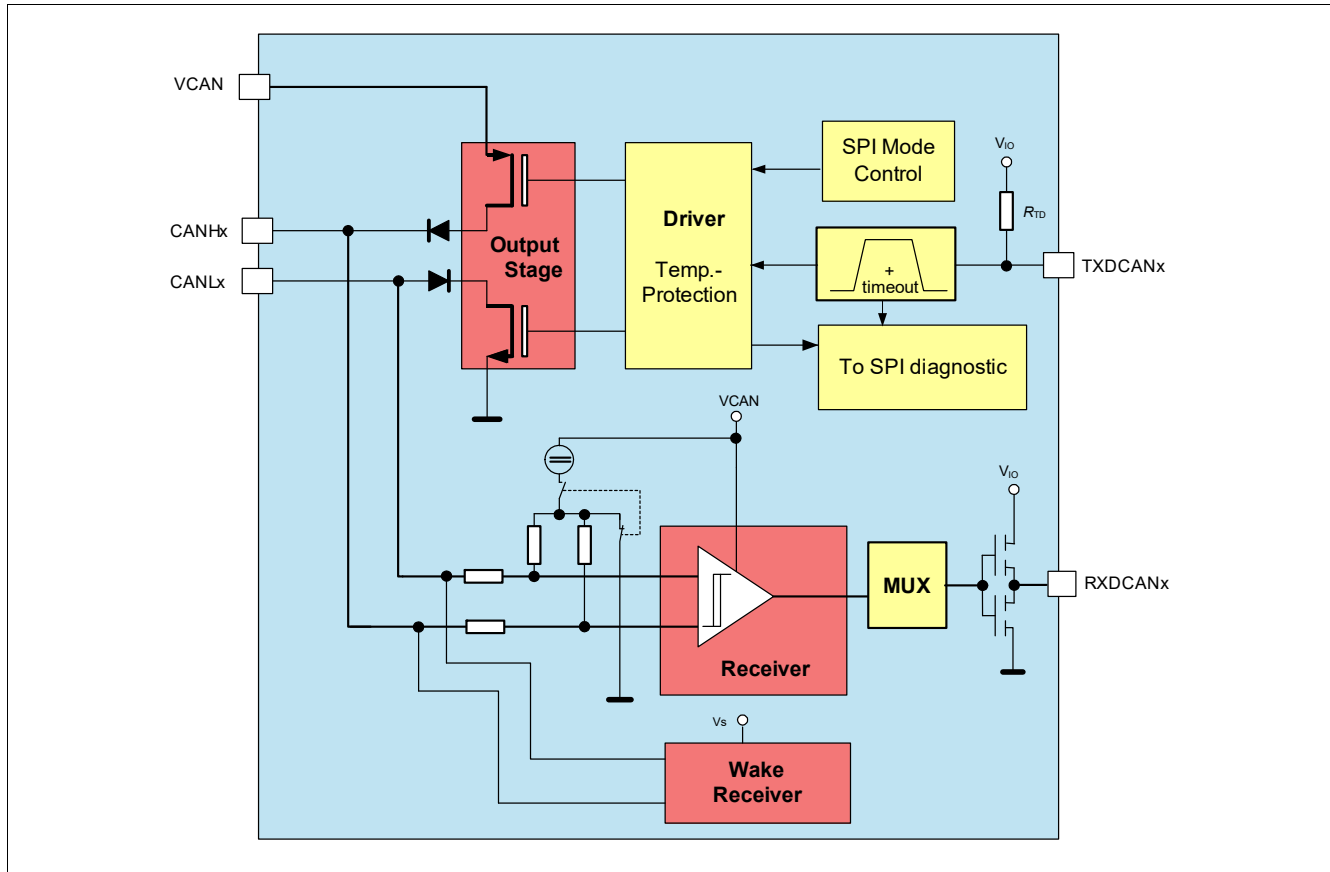 VCAN
CANHx
CANLx
Output
Stage
Driver
Temp.-
Protection
SPI Mode
Control
VIO
RTD
+
timeout
TXDCANx
To SPI diagnostic
VCAN
VIO
MUX
RXDCANx
Receiver
Vs
Wake
Receiver